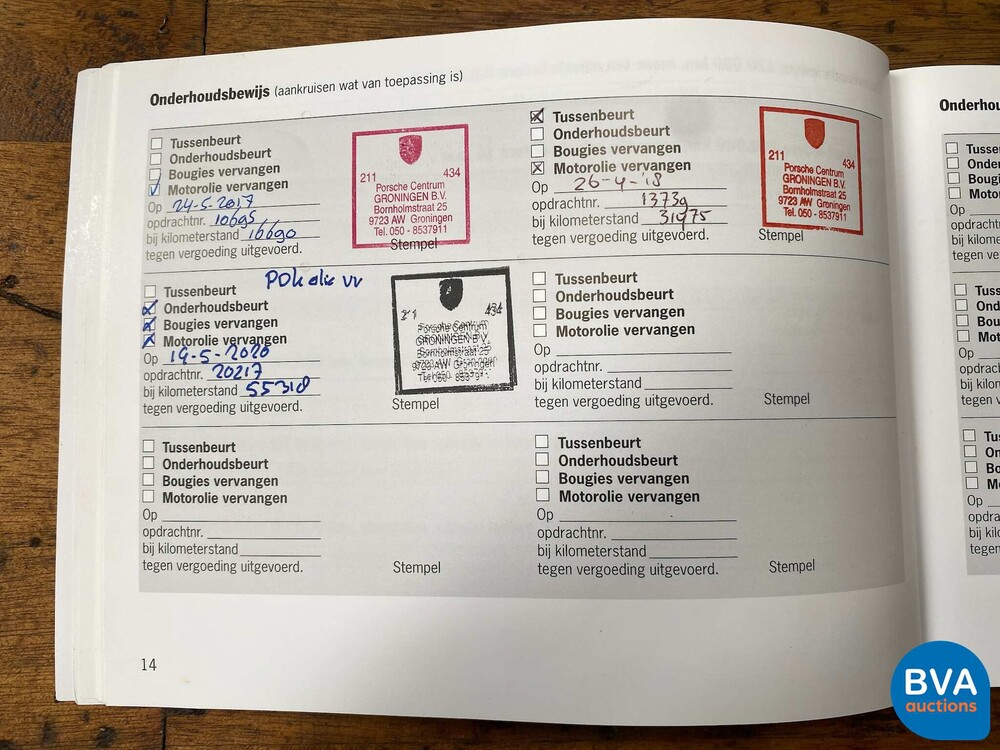 Onderhoudsbewijs (aankruisen wat van toepassing is)
Tussenbeurt
Onderhoudsbeurt
Bougies vervangen
Motorolie vervangen
Op 24-5-2017
opdrachtnr. 10695
bij kilometerstand 16690
tegen vergoeding uitgevoerd.
211 434
Porsche Centrum
GRONINGEN B.V.
Bornholmstraat 25
9723 AW Groningen
Tel. 050 - 8537911
Stempel
Tussenbeurt
Onderhoudsbeurt
Bougies vervangen
Motorolie vervangen
Op 26-4-'18
opdrachtnr. 13739
bij kilometerstand 31975
tegen vergoeding uitgevoerd.
211 434
Porsche Centrum
GRONINGEN B.V.
Bornholmstraat 25
9723 AW Groningen
Tel. 050 - 8537911
Stempel
PDK olie vv
Tussenbeurt
Onderhoudsbeurt
Bougies vervangen
Motorolie vervangen
Op 19-5-2020
opdrachtnr. 20217
bij kilometerstand 55318
tegen vergoeding uitgevoerd.
434
Porsche Centrum
GRONINGEN B.V.
Bornholmstraat 25
9723 AW Groningen
Stempel
Tussenbeurt
Onderhoudsbeurt
Bougies vervangen
Motorolie vervangen
Op
opdrachtnr.
bij kilometerstand
tegen vergoeding uitgevoerd.
Stempel
Tussenbeurt
Onderhoudsbeurt
Bougies vervangen
Motorolie vervangen
Op
opdrachtnr.
bij kilometerstand
tegen vergoeding uitgevoerd.
Stempel
Tussenbeurt
Onderhoudsbeurt
Bougies vervangen
Motorolie vervangen
Op
opdrachtnr.
bij kilometerstand
tegen vergoeding uitgevoerd.
Stempel
14
BVA
auctions